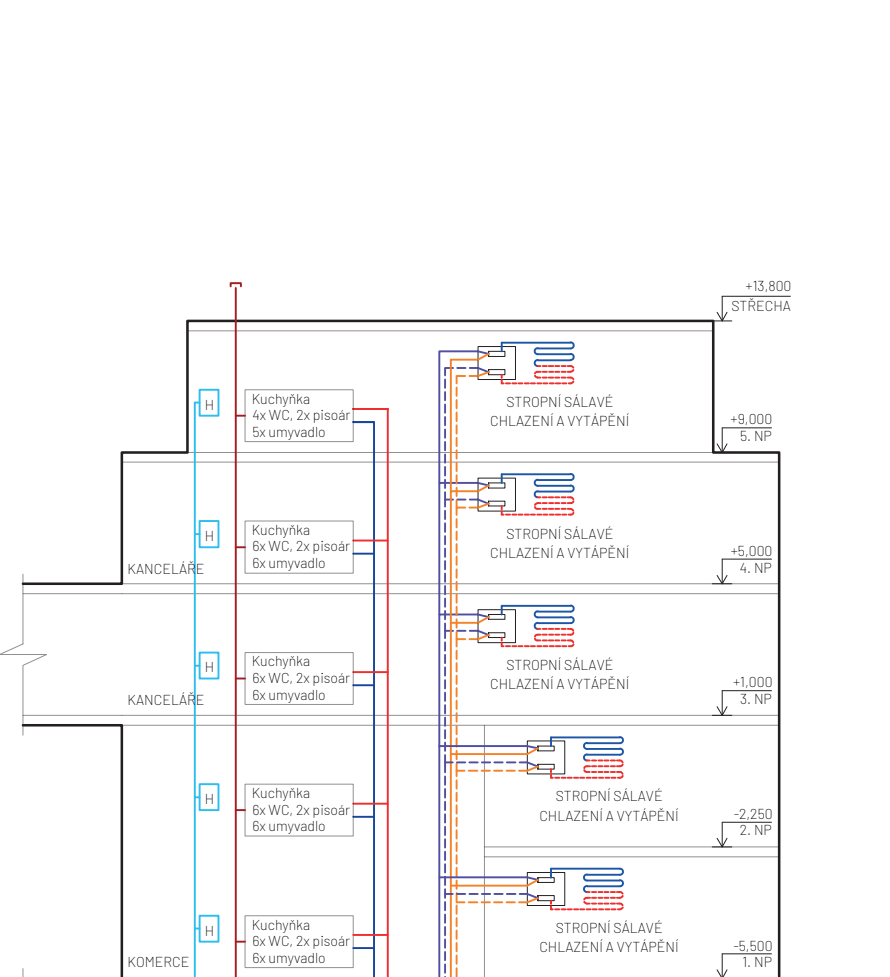 +13,800
STŘECHA
H
Kuchyňka
4x WC, 2x pisoár
5x umyvadlo
STROPNÍ SÁLAVÉ
CHLAZENÍ A VYTÁPĚNÍ
+9,000
5. NP
H
Kuchyňka
6x WC, 2x pisoár
6x umyvadlo
STROPNÍ SÁLAVÉ
CHLAZENÍ A VYTÁPĚNÍ
KANCELÁŘE
+5,000
4. NP
H
Kuchyňka
6x WC, 2x pisoár
6x umyvadlo
STROPNÍ SÁLAVÉ
CHLAZENÍ A VYTÁPĚNÍ
KANCELÁŘE
+1,000
3. NP
H
Kuchyňka
6x WC, 2x pisoár
6x umyvadlo
STROPNÍ SÁLAVÉ
CHLAZENÍ A VYTÁPĚNÍ
-2,250
2. NP
H
Kuchyňka
6x WC, 2x pisoár
6x umyvadlo
STROPNÍ SÁLAVÉ
CHLAZENÍ A VYTÁPĚNÍ
KOMERCE
-5,500
1. NP